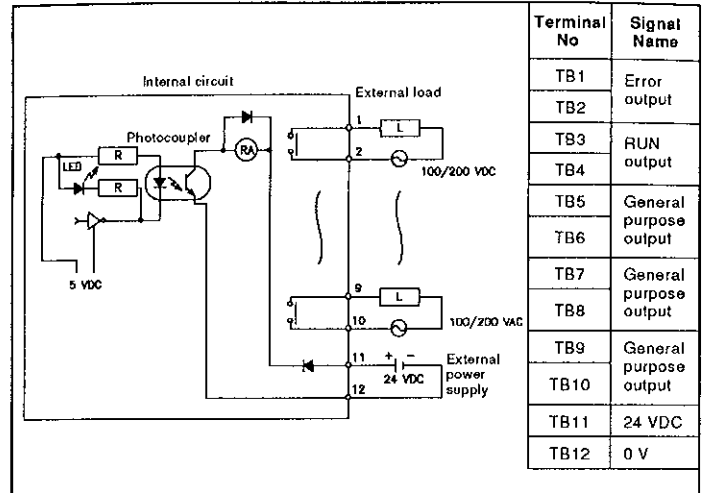 Internal circuit
External load
Photocoupler
LED
R
R
RA
5 VDC
1
L
2
100/200 VDC
9
L
10
100/200 VAC
11
+
−
24 VDC
12
External
power
supply
Terminal No
Signal Name
TB1
TB2
Error
output
TB3
TB4
RUN
output
TB5
TB6
General
purpose
output
TB7
TB8
General
purpose
output
TB9
TB10
General
purpose
output
TB11
24 VDC
TB12
0 V